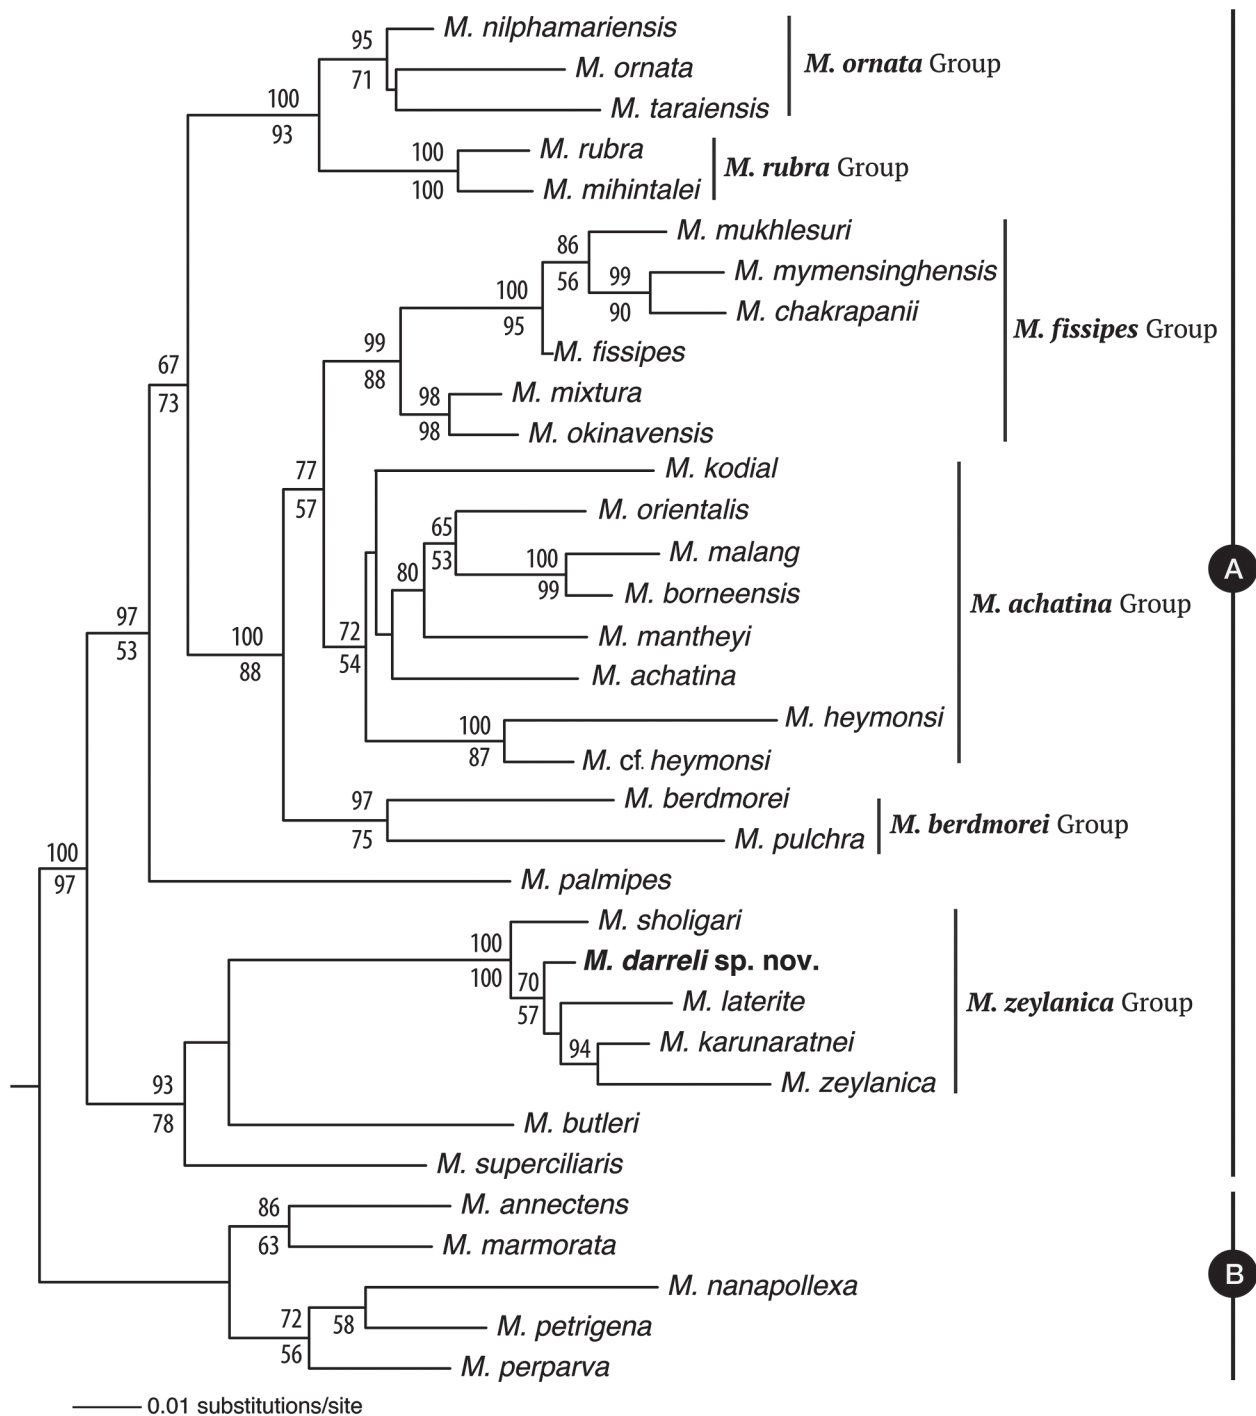 M. nilphamariensis
95
M. ornata
M. ornata Group
71
M. taraiensis
100
93
M. rubra
100
M. rubra Group
100
M. mihintalei
M. mukhlesuri
86
M. mymensinghensis
56
99
100
M. chakrapanii
90
95
M. fissipes Group
99
M. fissipes
88
67
M. mixtura
98
73
98
M. okinavensis
77
M. kodial
57
M. orientalis
65
M. malang
53
100
A
80
99
M. borneensis
M. achatina Group
97
100
72
M. mantheyi
53
88
54
M. achatina
M. heymonsi
100
87
M. cf. heymonsi
97
M. berdmorei
M. berdmorei Group
75
M. pulchra
100
97
M. palmipes
M. sholigari
100
M. darreli sp. nov.
100
70
M. laterite
M. zeylanica Group
57
94
M. karunaratnei
M. zeylanica
93
78
M. butleri
M. superciliaris
86
M. annectens
63
M. marmorata
B
M. nanapollexa
72
58
M. petrigena
56
M. perparva
0.01 substitutions/site